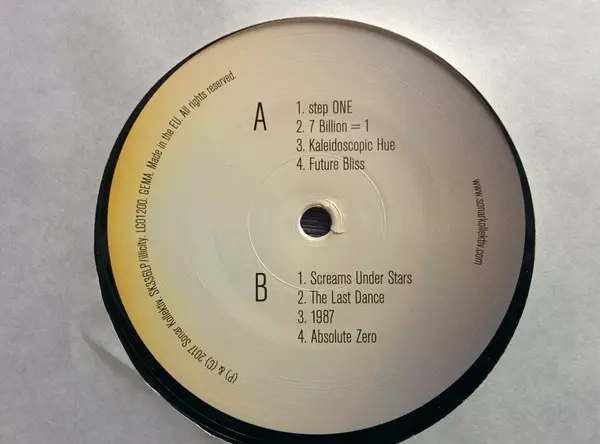 A
1. step ONE
2. 7 Billion = 1
3. Kaleidoscopic Hue
4. Future Bliss
B
1. Screams Under Stars
2. The Last Dance
3. 1987
4. Absolute Zero
(P) & (C) 2017 Sonar Kollektiv. SK336LP/Illicity. LC01200. GEMA. Made in the EU. All rights reserved.
www.sonarkollektiv.com